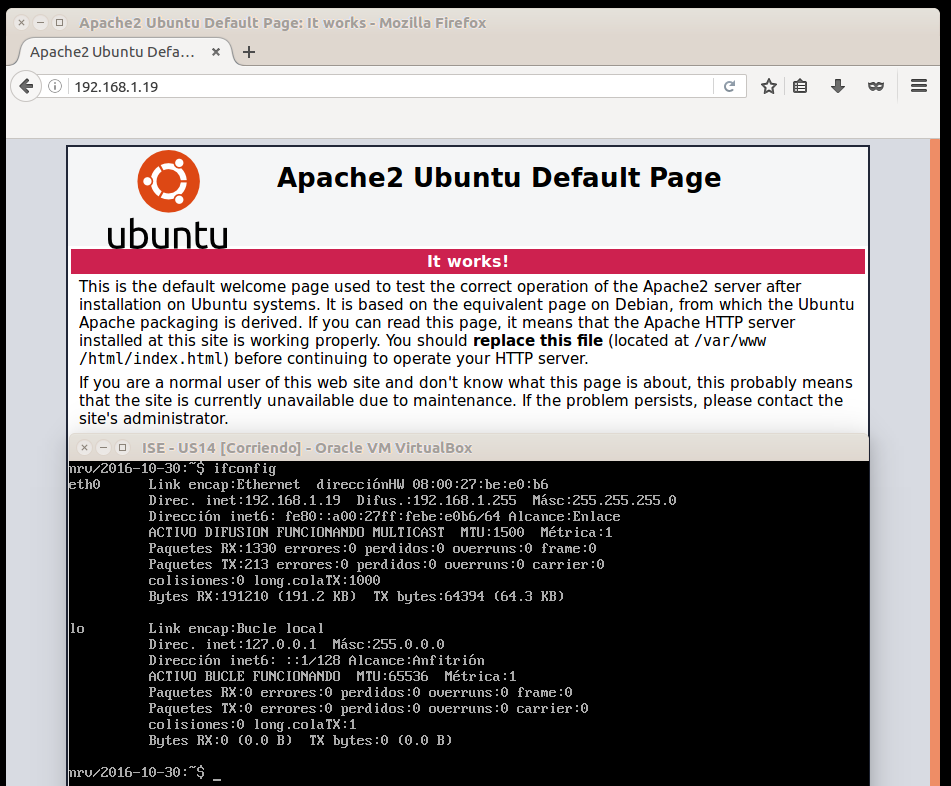 Apache2 Ubuntu Default Page: It works - Mozilla Firefox
Apache2 Ubuntu Defa...
192.168.1.19
Apache2 Ubuntu Default Page
ubuntu
It works!
This is the default welcome page used to test the correct operation of the Apache2 server after
installation on Ubuntu systems. It is based on the equivalent page on Debian, from which the Ubuntu
Apache packaging is derived. If you can read this page, it means that the Apache HTTP server
installed at this site is working properly. You should replace this file (located at /var/www
/html/index.html) before continuing to operate your HTTP server.
If you are a normal user of this web site and don't know what this page is about, this probably means
that the site is currently unavailable due to maintenance. If the problem persists, please contact the
site's administrator.
ISE - US14 [Corriendo] - Oracle VM VirtualBox
nrv/2016-10-30:~$ ifconfig
eth0 Link encap:Ethernet direcciónHW 08:00:27:be:e0:b6
Direc. inet:192.168.1.19 Difus.:192.168.1.255 Másc:255.255.255.0
Dirección inet6: fe80::a00:27ff:febe:e0b6/64 Alcance:Enlace
ACTIVO DIFUSION FUNCIONANDO MULTICAST MTU:1500 Métrica:1
Paquetes RX:1330 errores:0 perdidos:0 overruns:0 frame:0
Paquetes TX:213 errores:0 perdidos:0 overruns:0 carrier:0
colisiones:0 long.colaTX:1000
Bytes RX:191210 (191.2 KB) TX bytes:64394 (64.3 KB)
lo Link encap:Bucle local
Direc. inet:127.0.0.1 Másc:255.0.0.0
Dirección inet6: ::1/128 Alcance:Anfitrión
ACTIVO BUCLE FUNCIONANDO MTU:65536 Métrica:1
Paquetes RX:0 errores:0 perdidos:0 overruns:0 frame:0
Paquetes TX:0 errores:0 perdidos:0 overruns:0 carrier:0
colisiones:0 long.colaTX:1
Bytes RX:0 (0.0 B) TX bytes:0 (0.0 B)
nrv/2016-10-30:~$ _